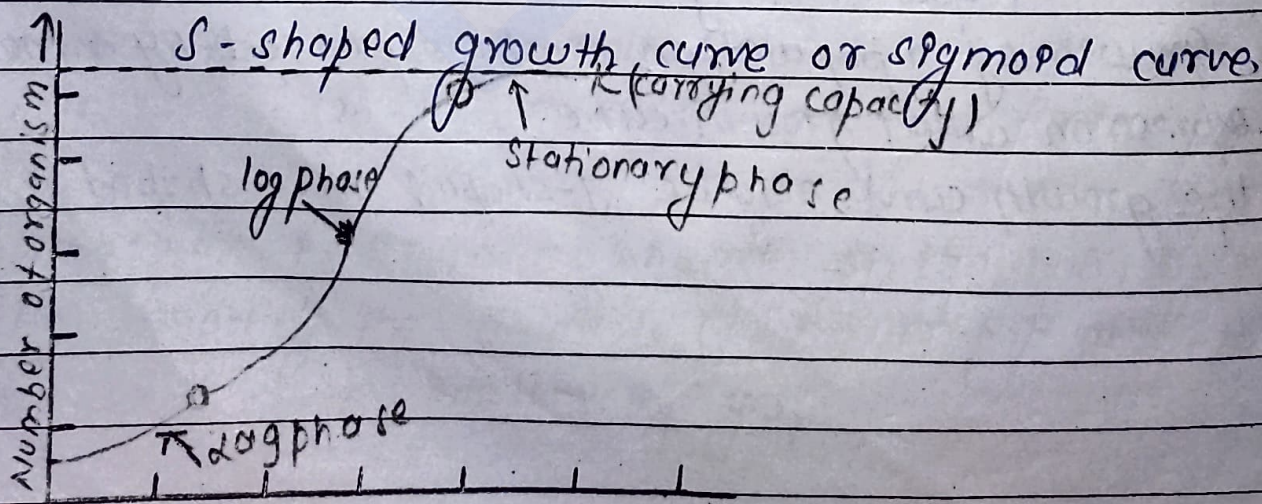 S-shaped growth curve or sigmoid curve
K (carrying capacity)
Stationary phase
log phase
Lag phase
Number of organism